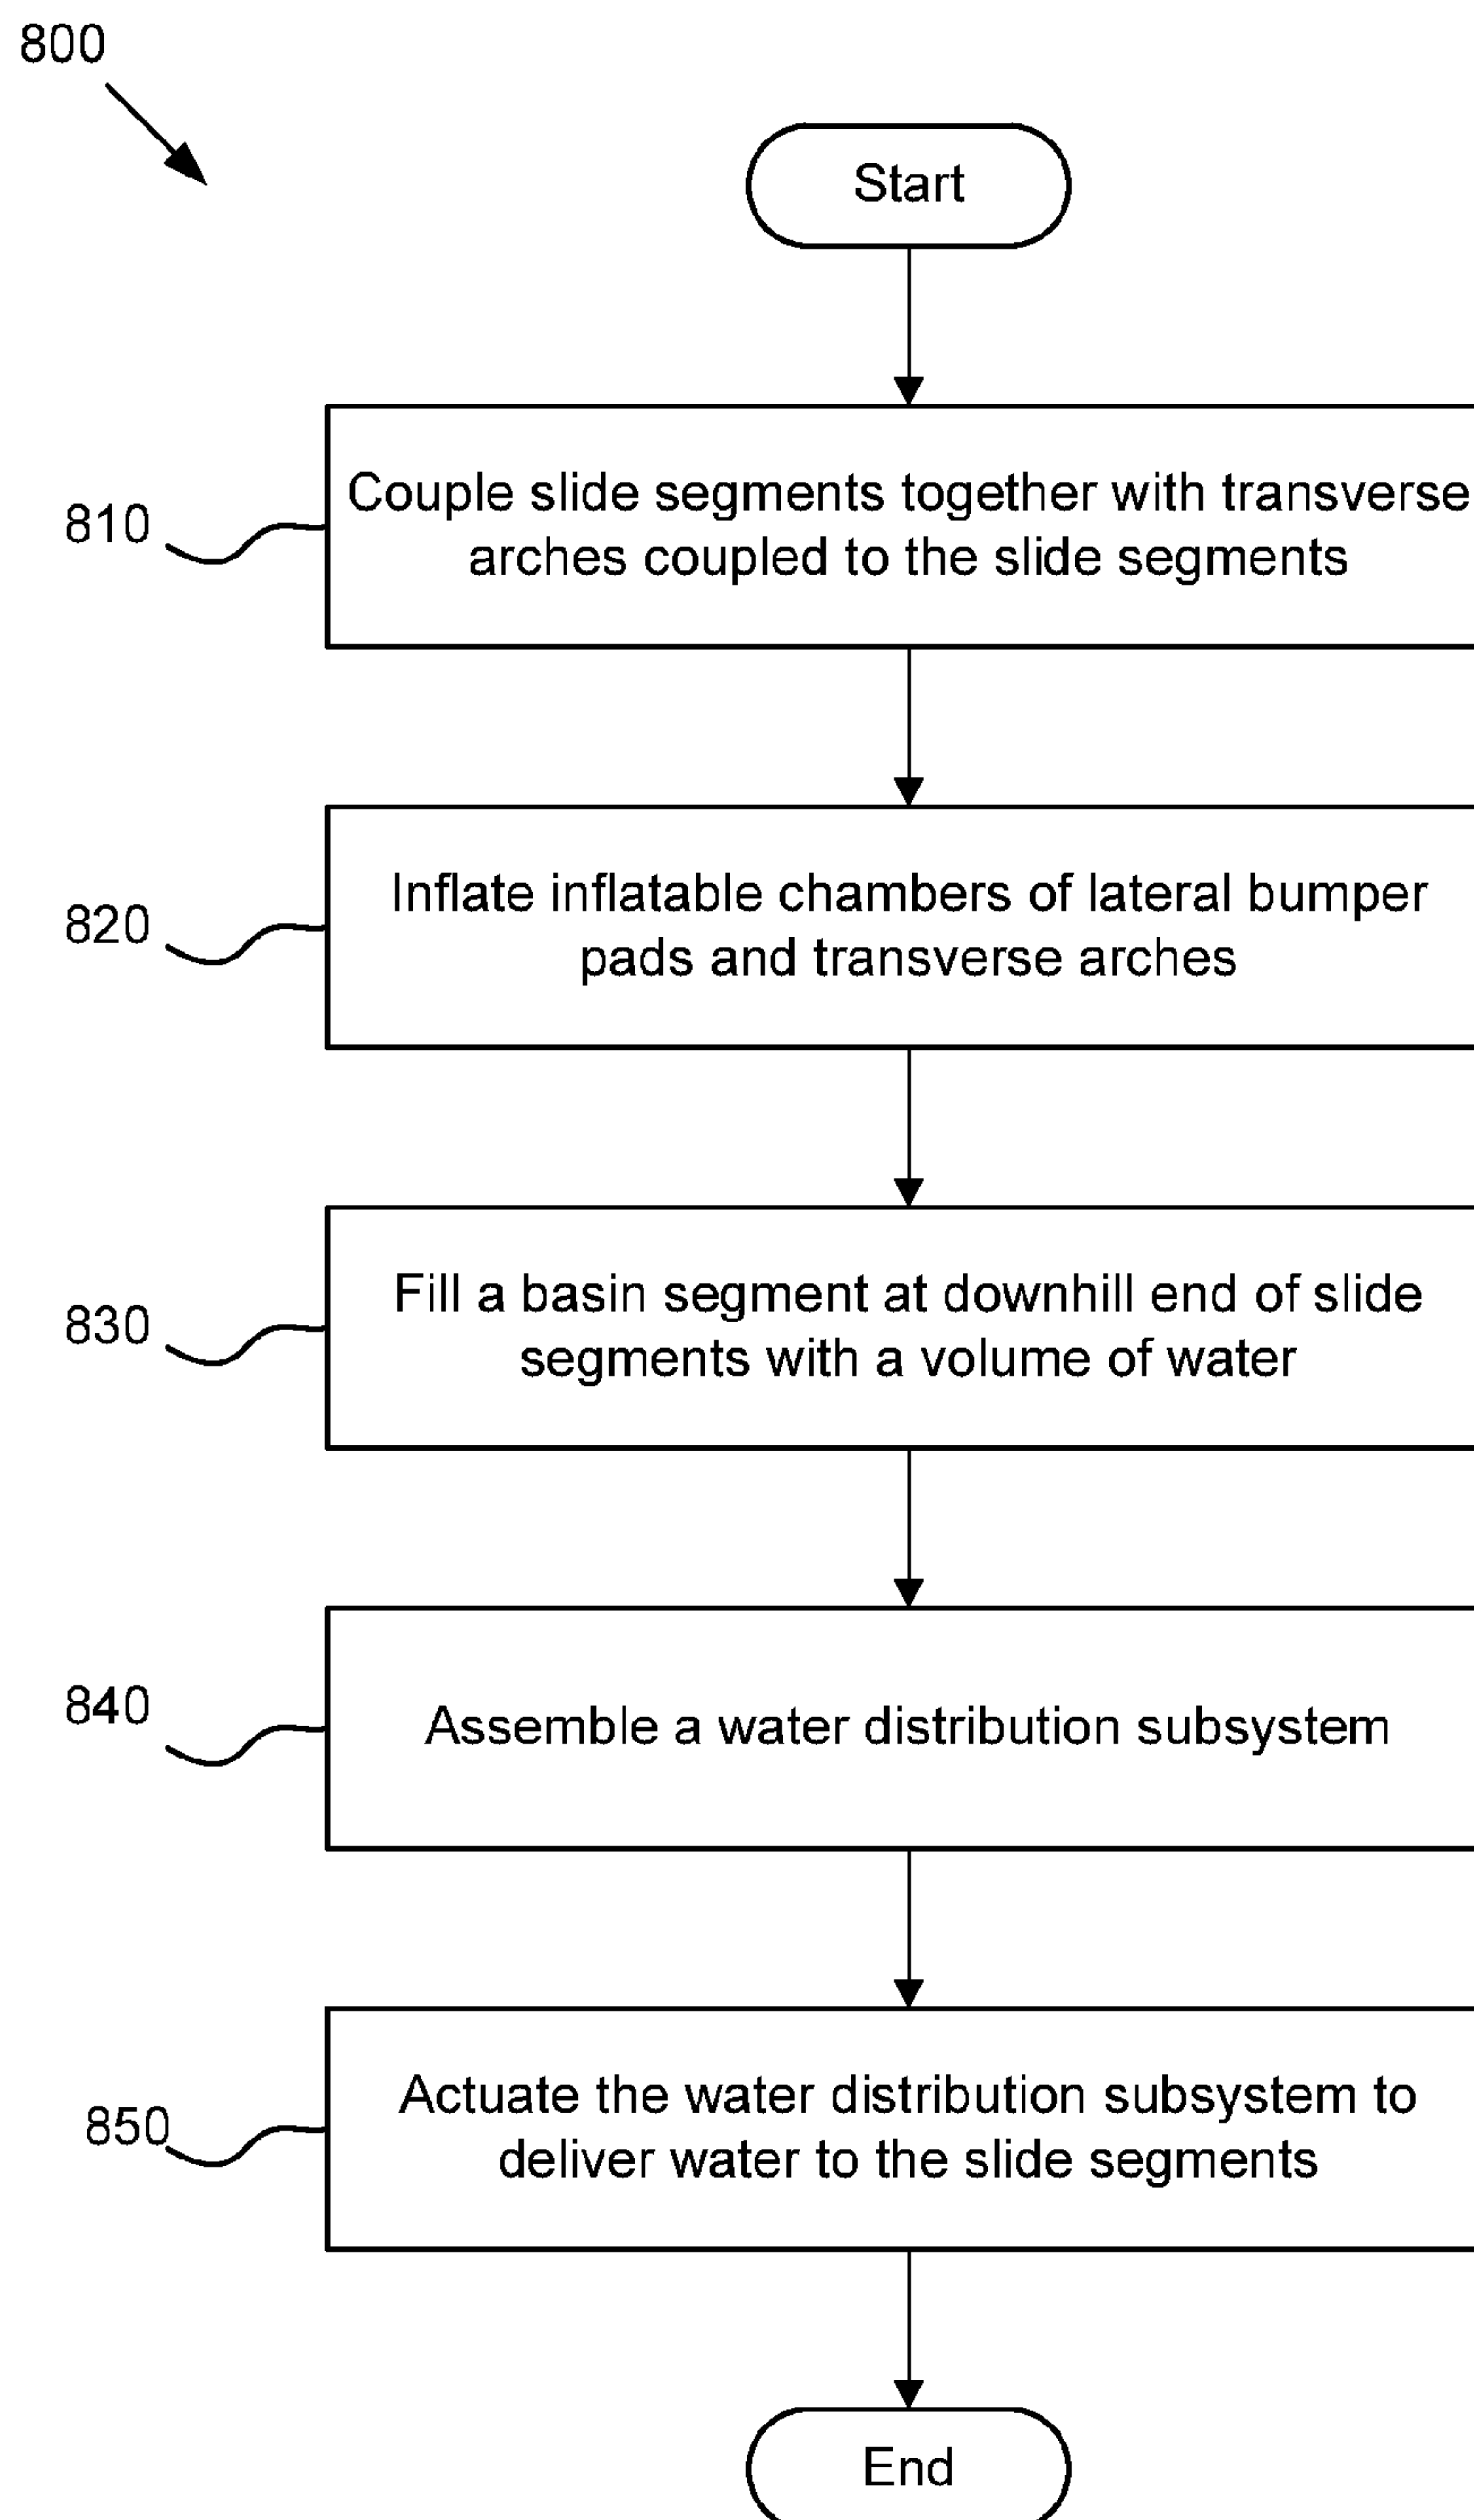 800
Start
810
Couple slide segments together with transverse
arches coupled to the slide segments
820
Inflate inflatable chambers of lateral bumper
pads and transverse arches
830
Fill a basin segment at downhill end of slide
segments with a volume of water
840
Assemble a water distribution subsystem
850
Actuate the water distribution subsystem to
deliver water to the slide segments
End